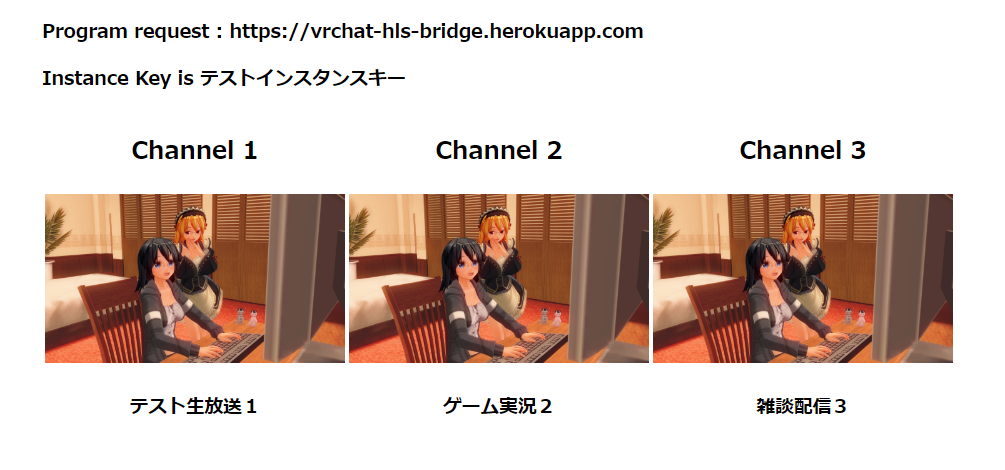 Program request : https://vrchat-hls-bridge.herokuapp.com
Instance Key is テストインスタンスキー
Channel 1
Channel 2
Channel 3
テスト生放送１
ゲーム実況２
雑談配信３